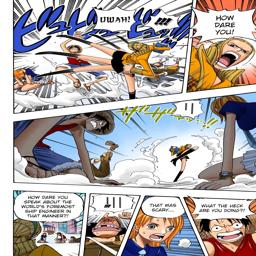 UWAH!
!!!
HOW
DARE
YOU!
!!
HOW DARE YOU
SPEAK ABOUT THE
WORLD'S FOREMOST
SHIP ENGINEER IN
THAT MANNER?!
!!!
THAT WAS
SCARY...
WHAT THE HECK
ARE YOU DOING?!